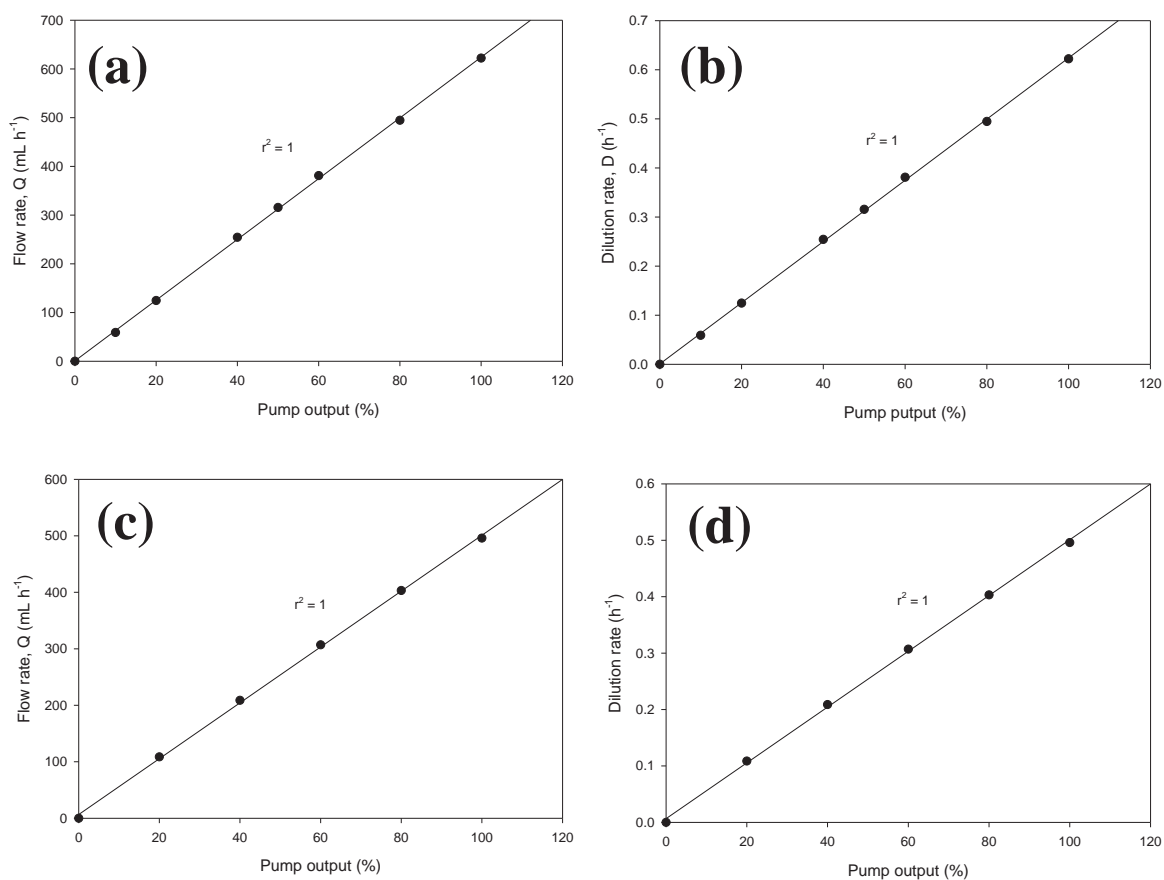 (a)
r² = 1
Flow rate, Q (mL h⁻¹)
700
600
500
400
300
200
100
0
0 20 40 60 80 100 120
Pump output (%)
(b)
r² = 1
Dilution rate, D (h⁻¹)
0.7
0.6
0.5
0.4
0.3
0.2
0.1
0.0
0 20 40 60 80 100 120
Pump putput (%)
(c)
r² = 1
Flow rate, Q (mL h⁻¹)
600
500
400
300
200
100
0
0 20 40 60 80 100 120
Pump output (%)
(d)
r² = 1
Dilution rate (h⁻¹)
0.6
0.5
0.4
0.3
0.2
0.1
0.0
0 20 40 60 80 100 120
Pump output (%)